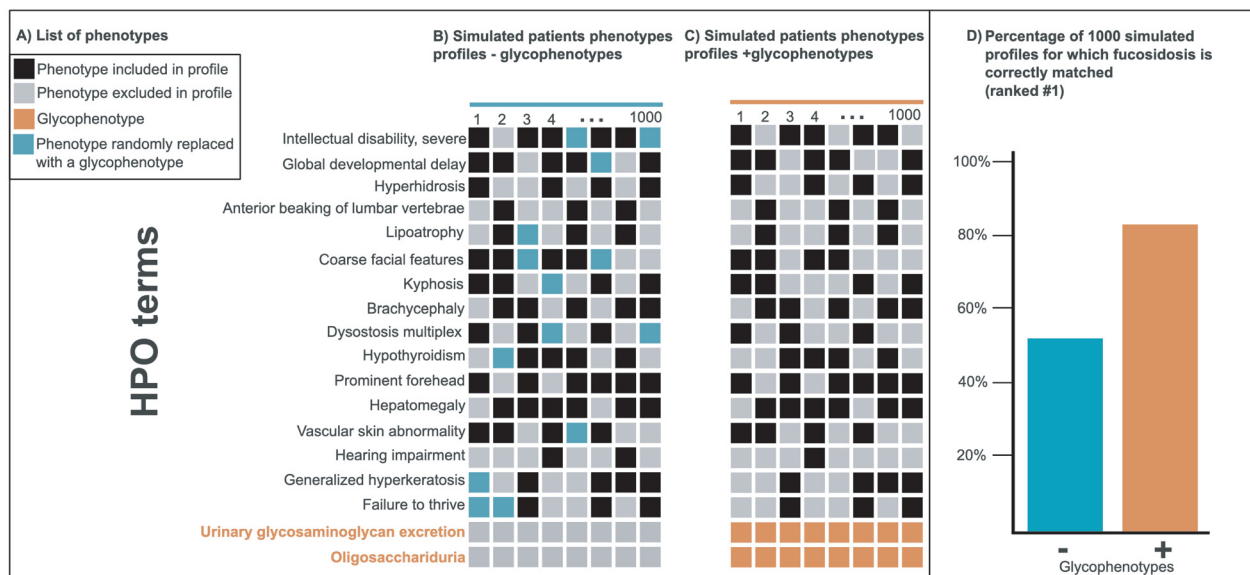 A) List of phenotypes
Phenotype included in profile
Phenotype excluded in profile
Glycophenotype
Phenotype randomly replaced
with a glycophenotype
HPO terms
B) Simulated patients phenotypes
profiles - glycophenotypes
1 2 3 4 ... 1000
C) Simulated patients phenotypes
profiles +glycophenotypes
1 2 3 4 ... 1000
Intellectual disability, severe
Global developmental delay
Hyperhidrosis
Anterior beaking of lumbar vertebrae
Lipoatrophy
Coarse facial features
Kyphosis
Brachycephaly
Dysostosis multiplex
Hypothyroidism
Prominent forehead
Hepatomegaly
Vascular skin abnormality
Hearing impairment
Generalized hyperkeratosis
Failure to thrive
Urinary glycosaminoglycan excretion
Oligosacchariduria
D) Percentage of 1000 simulated
profiles for which fucosidosis is
correctly matched
(ranked #1)
100%
80%
60%
40%
20%
- +
Glycophenotypes